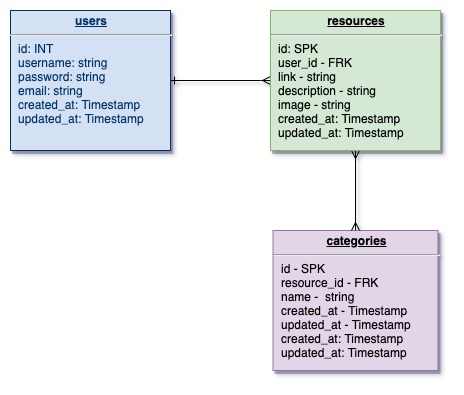 users
id: INT
username: string
password: string
email: string
created_at: Timestamp
updated_at: Timestamp
resources
id: SPK
user_id - FRK
link - string
description - string
image - string
created_at: Timestamp
updated_at: Timestamp
categories
id - SPK
resource_id - FRK
name -  string
created_at - Timestamp
updated_at - Timestamp
created_at: Timestamp
updated_at: Timestamp